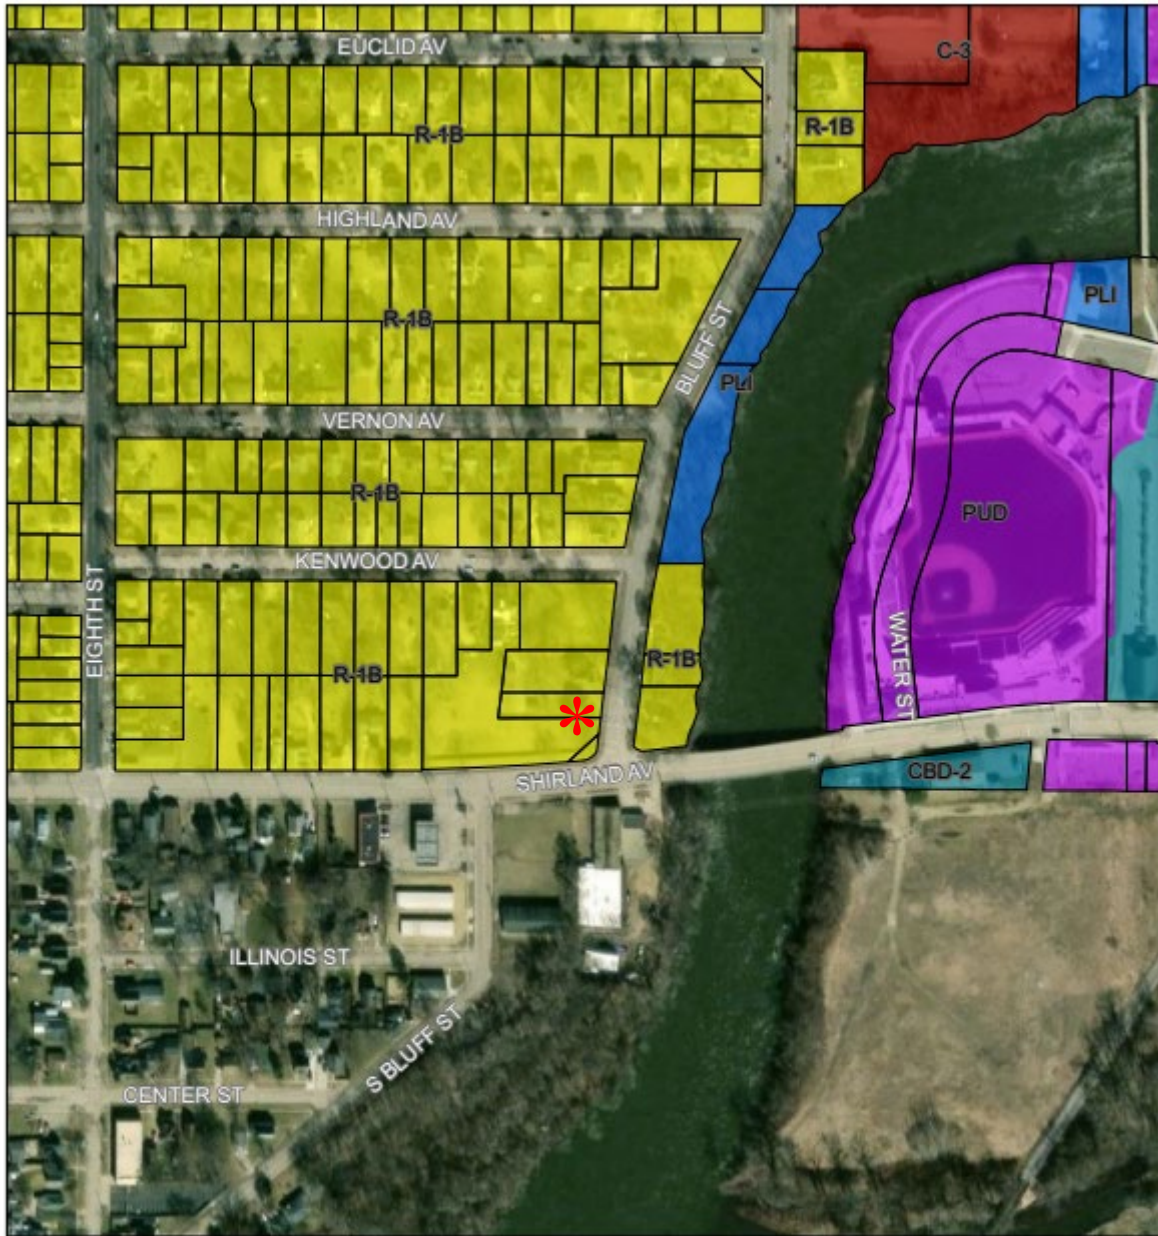 EUCLID AV
C-3
R-1B
R-1B
HIGHLAND AV
PLI
R-1B
BLUFF ST
PLI
VERNON AV
R-1B
PUD
KENWOOD AV
EIGHTH ST
WATER ST
R-1B
R-1B
SHIRLAND AV
CBD-2
ILLINOIS ST
S BLUFF ST
CENTER ST